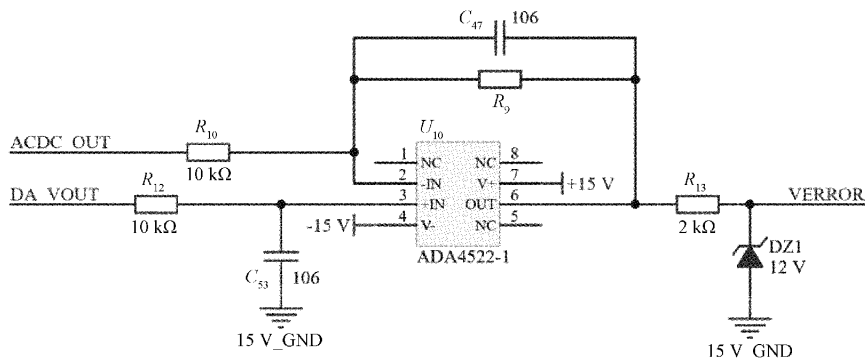 C47 106
R9
ACDC_OUT R10 10 kΩ
U10
1 NC NC 8
2 -IN V+ 7 +15 V
DA_VOUT R12 10 kΩ 3 +IN OUT 6 R13 2 kΩ VERROR
-15 V 4 V- NC 5
ADA4522-1
C53 106
DZ1
12 V
15 V_GND
15 V_GND